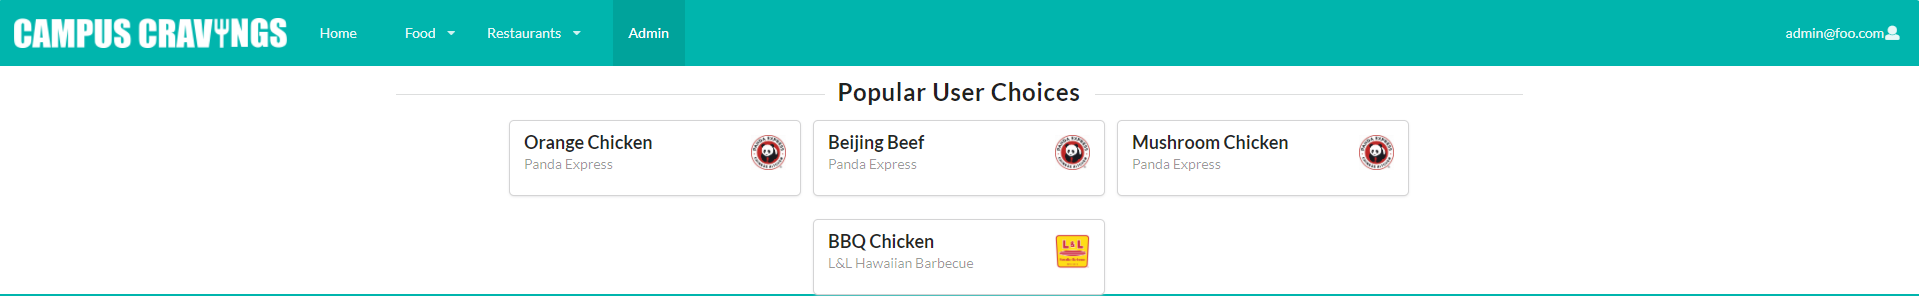 CAMPUS CRAVINGS Home Food Restaurants Admin admin@foo.com
Popular User Choices
Orange Chicken Beijing Beef Mushroom Chicken
Panda Express Panda Express Panda Express
BBQ Chicken
L&L
L&L Hawaiian Barbecue